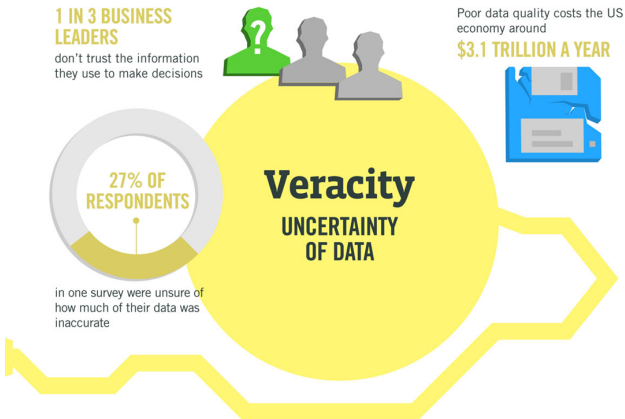 1 IN 3 BUSINESS
LEADERS
don't trust the information
they use to make decisions
?
Poor data quality costs the US
economy around
$3.1 TRILLION A YEAR
27% OF
RESPONDENTS
in one survey were unsure of
how much of their data was
inaccurate
Veracity
UNCERTAINTY
OF DATA